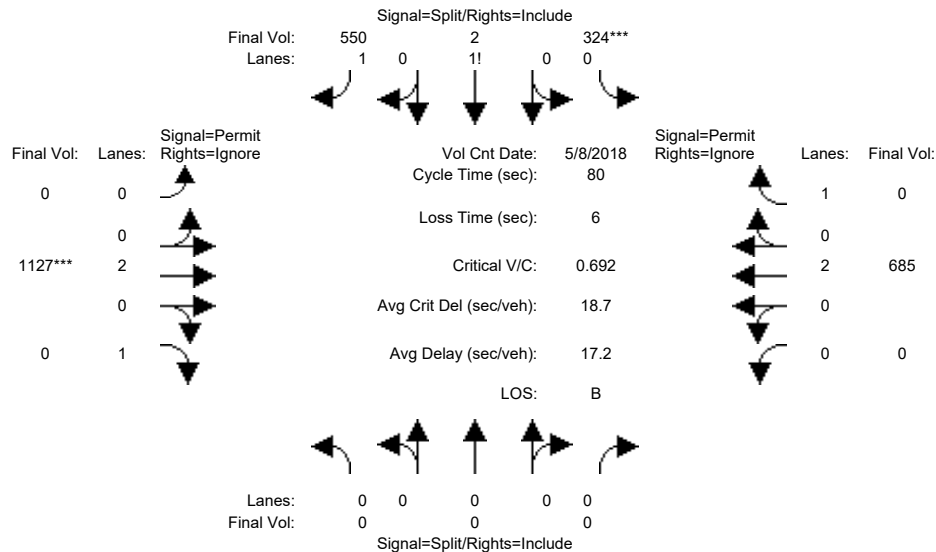 Signal=Split/Rights=Include
Final Vol: 550 2 324***
Lanes: 1 0 1! 0 0
Signal=Permit Signal=Permit
Final Vol: Lanes: Rights=Ignore Vol Cnt Date: 5/8/2018 Rights=Ignore Lanes: Final Vol:
Cycle Time (sec): 80
0 0 1 0
Loss Time (sec): 6
0 0
1127*** 2 Critical V/C: 0.692 2 685
0 Avg Crit Del (sec/veh): 18.7 0
0 1 Avg Delay (sec/veh): 17.2 0 0
LOS: B
Lanes: 0 0 0 0 0
Final Vol: 0 0 0
Signal=Split/Rights=Include